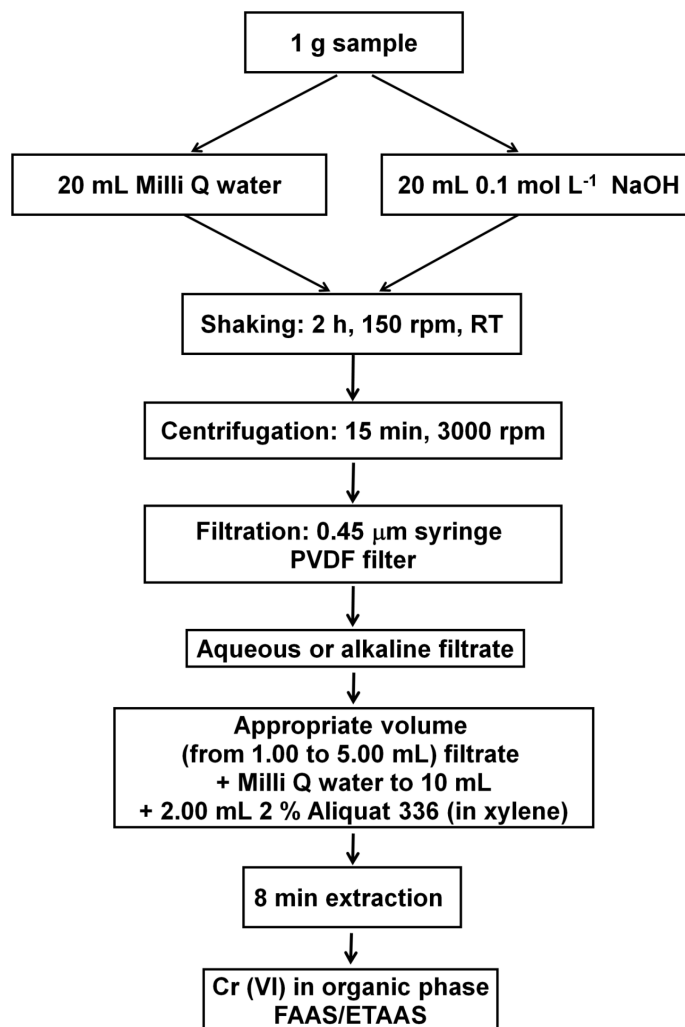 1 g sample
20 mL Milli Q water
20 mL 0.1 mol L⁻¹ NaOH
Shaking: 2 h, 150 rpm, RT
Centrifugation: 15 min, 3000 rpm
Filtration: 0.45 μm syringe
PVDF filter
Aqueous or alkaline filtrate
Appropriate volume
(from 1.00 to 5.00 mL) filtrate
+ Milli Q water to 10 mL
+ 2.00 mL 2 % Aliquat 336 (in xylene)
8 min extraction
Cr (VI) in organic phase
FAAS/ETAAS